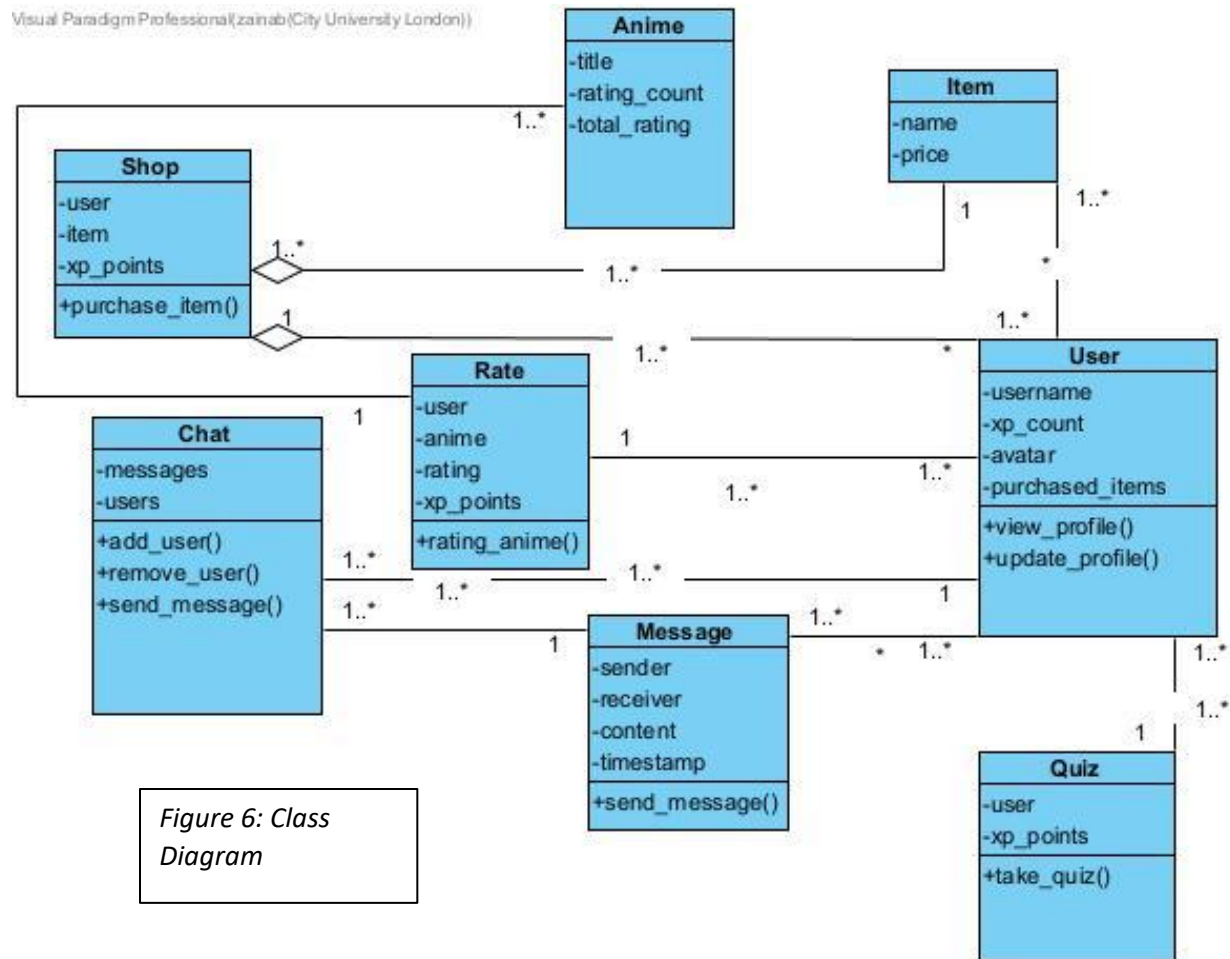 Visual Paradigm Professional(zainab(City University London))
Anime
-title
-rating_count
-total_rating
1..*
Item
-name
-price
1
1..*
*
1..*
Shop
-user
-item
-xp_points
+purchase_item()
1..*
1..*
1
1..*
*
Rate
-user
-anime
-rating
-xp_points
+rating_anime()
1
1
1..*
1..*
User
-username
-xp_count
-avatar
-purchased_items
+view_profile()
+update_profile()
Chat
-messages
-users
+add_user()
+remove_user()
+send_message()
1..*
1..*
1..*
1
1..*
1
Message
-sender
-receiver
-content
-timestamp
+send_message()
1..*
*
1..*
1..*
1..*
1
Quiz
-user
-xp_points
+take_quiz()
Figure 6: Class
Diagram